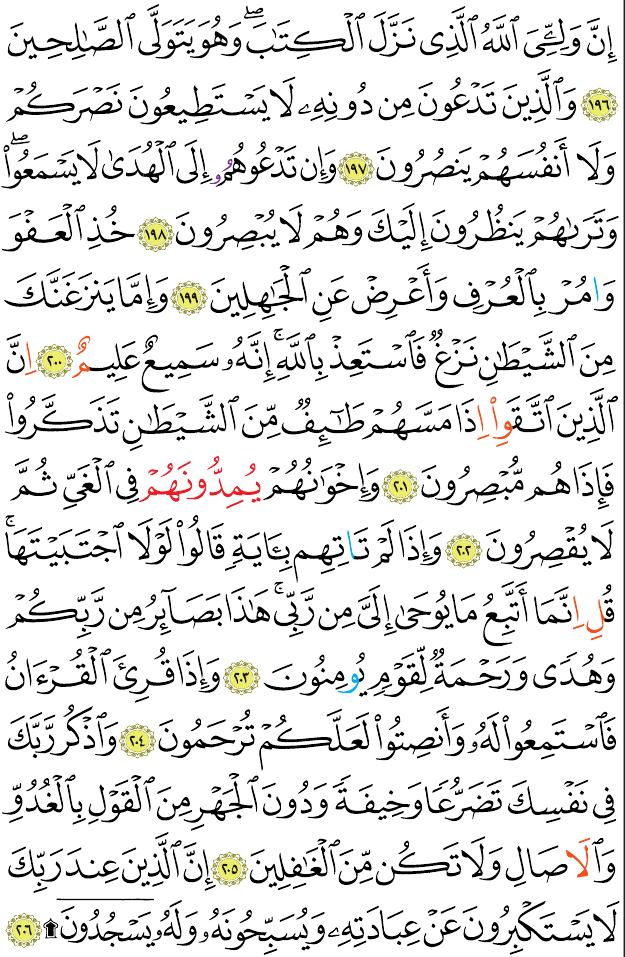 إِنَّ وَلِـِّۧيَ ٱللَّهُ ٱلَّذِى نَزَّلَ ٱلْكِتَٰبَۖ وَهُوَ يَتَوَلَّى ٱلصَّٰلِحِينَ
١٩٦ وَٱلَّذِينَ تَدْعُونَ مِن دُونِهِۦ لَا يَسْتَطِيعُونَ نَصْرَكُمْ
وَلَا أَنفُسَهُمْ يَنصُرُونَ ١٩٧ وَإِن تَدْعُوهُمُۥ إِلَى ٱلْهُدَىٰ لَا يَسْمَعُوا۟ۖ
وَتَرَىٰهُمْ يَنظُرُونَ إِلَيْكَ وَهُمْ لَا يُبْصِرُونَ ١٩٨ خُذِ ٱلْعَفْوَ
وَامُرْ بِٱلْعُرْفِ وَأَعْرِضْ عَنِ ٱلْجَٰهِلِينَ ١٩٩ وَإِمَّا يَنزَغَنَّكَ
مِنَ ٱلشَّيْطَٰنِ نَزْغٌ فَٱسْتَعِذْ بِٱللَّهِۚ إِنَّهُۥ سَمِيعٌ عَلِيمٌ ٢٠٠ اِنَّ
ٱلَّذِينَ ٱتَّقَوِا۟ اِذَا مَسَّهُمْ طَٰٓئِفٌ مِّنَ ٱلشَّيْطَٰنِ تَذَكَّرُوا۟
فَإِذَا هُم مُّبْصِرُونَ ٢٠١ وَإِخْوَٰنُهُمْ يُمِدُّونَهُمْ فِى ٱلْغَىِّ ثُمَّ
لَا يُقْصِرُونَ ٢٠٢ وَإِذَا لَمْ تَاتِهِم بِـَٔايَةٍ قَالُوا۟ لَوْلَا ٱجْتَبَيْتَهَاۚ
قُلِ اِنَّمَا أَتَّبِعُ مَا يُوحَىٰ إِلَىَّ مِن رَّبِّىۚ هَٰذَا بَصَآئِرُ مِن رَّبِّكُمْ
وَهُدًى وَرَحْمَةٌ لِّقَوْمٍ يُومِنُونَ ٢٠٣ وَإِذَا قُرِئَ ٱلْقُرْءَانُ
فَٱسْتَمِعُوا۟ لَهُۥ وَأَنصِتُوا۟ لَعَلَّكُمْ تُرْحَمُونَ ٢٠٤ وَٱذْكُر رَّبَّكَ
فِى نَفْسِكَ تَضَرُّعًا وَخِيفَةً وَدُونَ ٱلْجَهْرِ مِنَ ٱلْقَوْلِ بِٱلْغُدُوِّ
وَٱلَاصَالِ وَلَا تَكُن مِّنَ ٱلْغَٰفِلِينَ ٢٠٥ إِنَّ ٱلَّذِينَ عِندَ رَبِّكَ
لَا يَسْتَكْبِرُونَ عَنْ عِبَادَتِهِۦ وَيُسَبِّحُونَهُۥ وَلَهُۥ يَسْجُدُونَ ۩ ٢٠٦